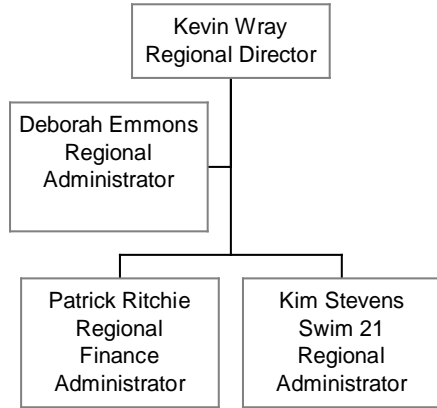 Kevin Wray
Regional Director
Deborah Emmons
Regional
Administrator
Patrick Ritchie
Regional
Finance
Administrator
Kim Stevens
Swim 21
Regional
Administrator